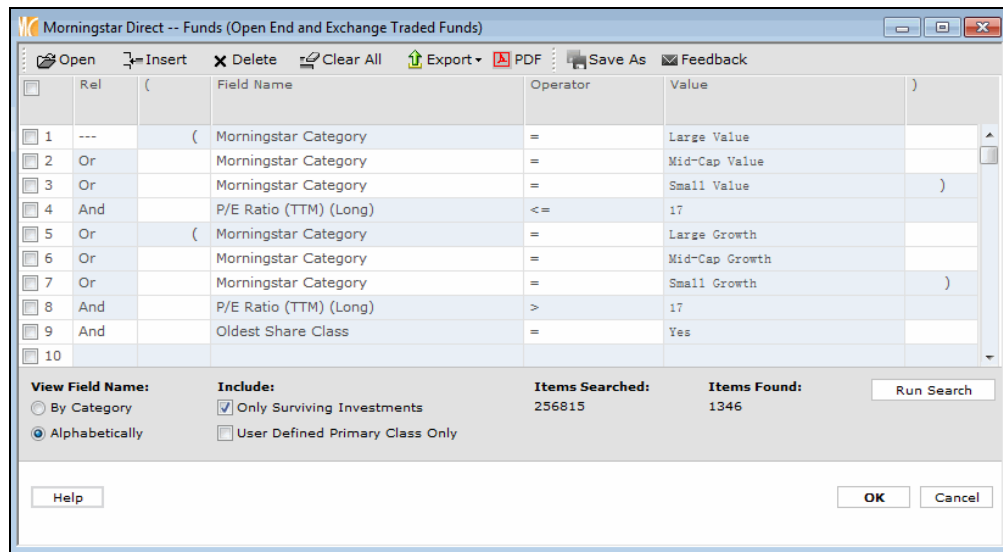 Morningstar Direct -- Funds (Open End and Exchange Traded Funds)
Open Insert Delete Clear All Export PDF Save As Feedback
Rel ( Field Name Operator Value )
1 --- ( Morningstar Category = Large Value
2 Or Morningstar Category = Mid-Cap Value
3 Or Morningstar Category = Small Value )
4 And P/E Ratio (TTM) (Long) <= 17
5 Or ( Morningstar Category = Large Growth
6 Or Morningstar Category = Mid-Cap Growth
7 Or Morningstar Category = Small Growth )
8 And P/E Ratio (TTM) (Long) > 17
9 And Oldest Share Class = Yes
10
View Field Name: Include: Items Searched: Items Found: Run Search
By Category Only Surviving Investments 256815 1346
Alphabetically User Defined Primary Class Only
Help OK Cancel